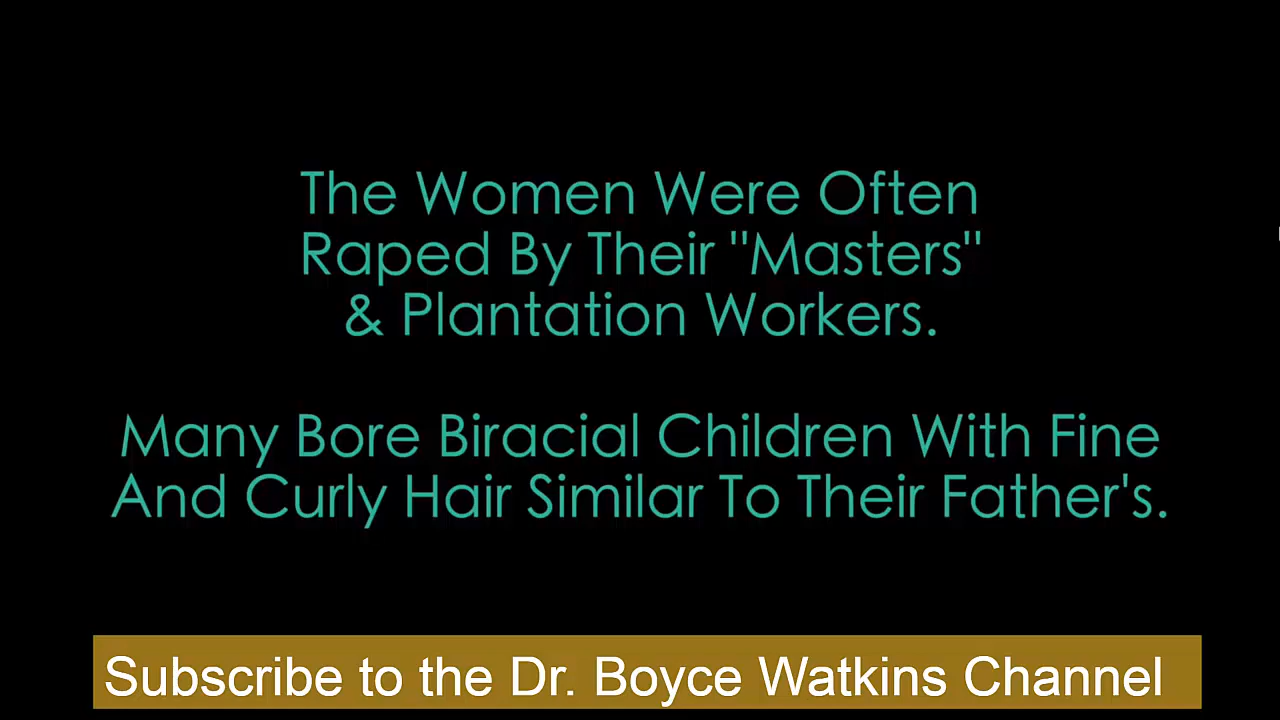 The Women Were Often
Raped By Their "Masters"
& Plantation Workers.
Many Bore Biracial Children With Fine
And Curly Hair Similar To Their Father's.
Subscribe to the Dr. Boyce Watkins Channel